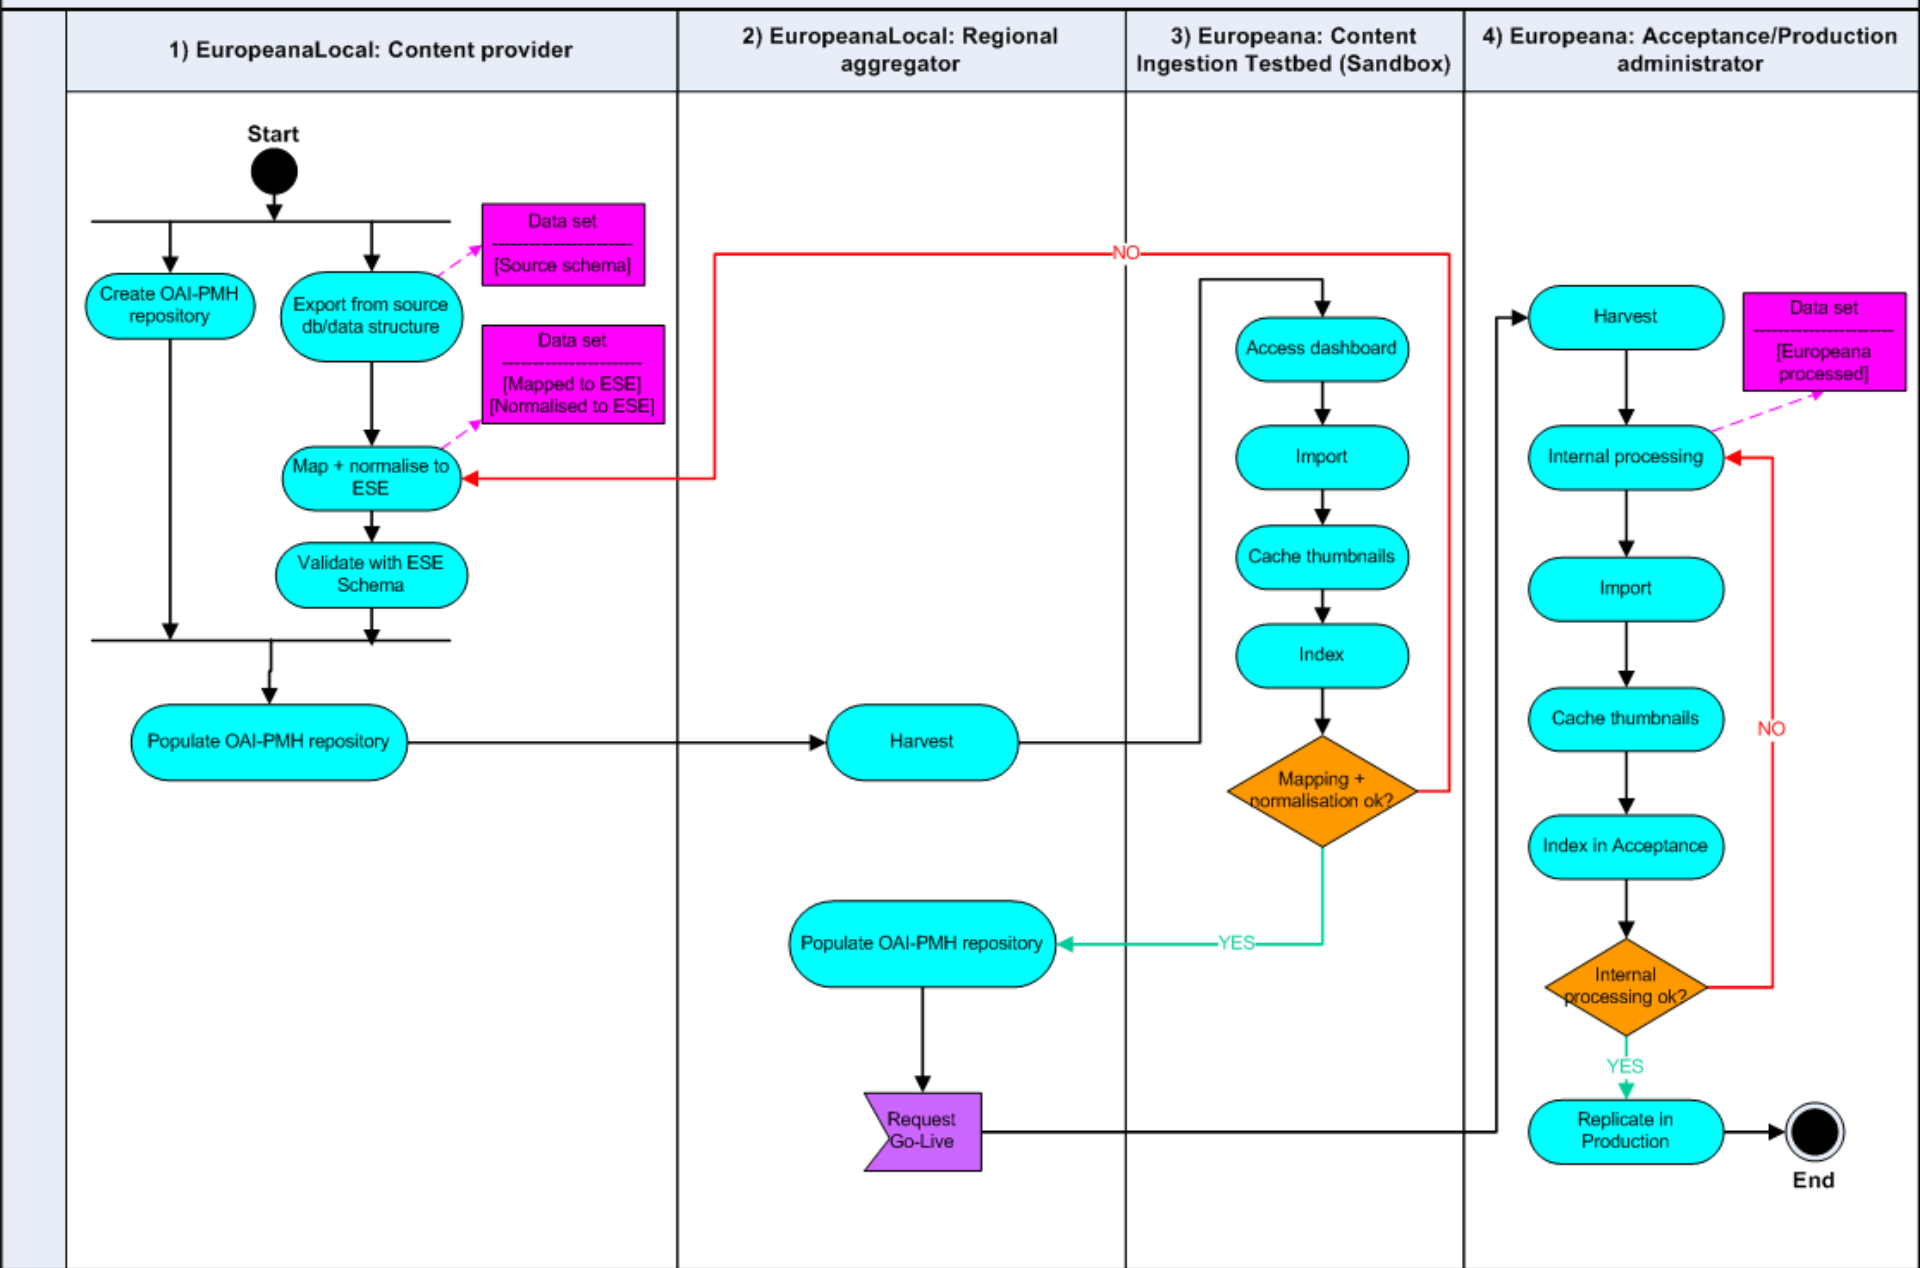 1) EuropeanaLocal: Content provider
2) EuropeanaLocal: Regional
aggregator
3) Europeana: Content
Ingestion Testbed (Sandbox)
4) Europeana: Acceptance/Production
administrator
Start
Data set
[Source schema]
Create OAI-PMH
repository
Export from source
db/data structure
Data set
[Mapped to ESE]
[Normalised to ESE]
Map + normalise to
ESE
Validate with ESE
Schema
Populate OAI-PMH repository
Harvest
NO
Access dashboard
Import
Cache thumbnails
Index
Mapping +
normalisation ok?
YES
Populate OAI-PMH repository
Request
Go-Live
Harvest
Data set
[Europeana
processed]
Internal processing
Import
Cache thumbnails
NO
Index in Acceptance
Internal
processing ok?
YES
Replicate in
Production
End